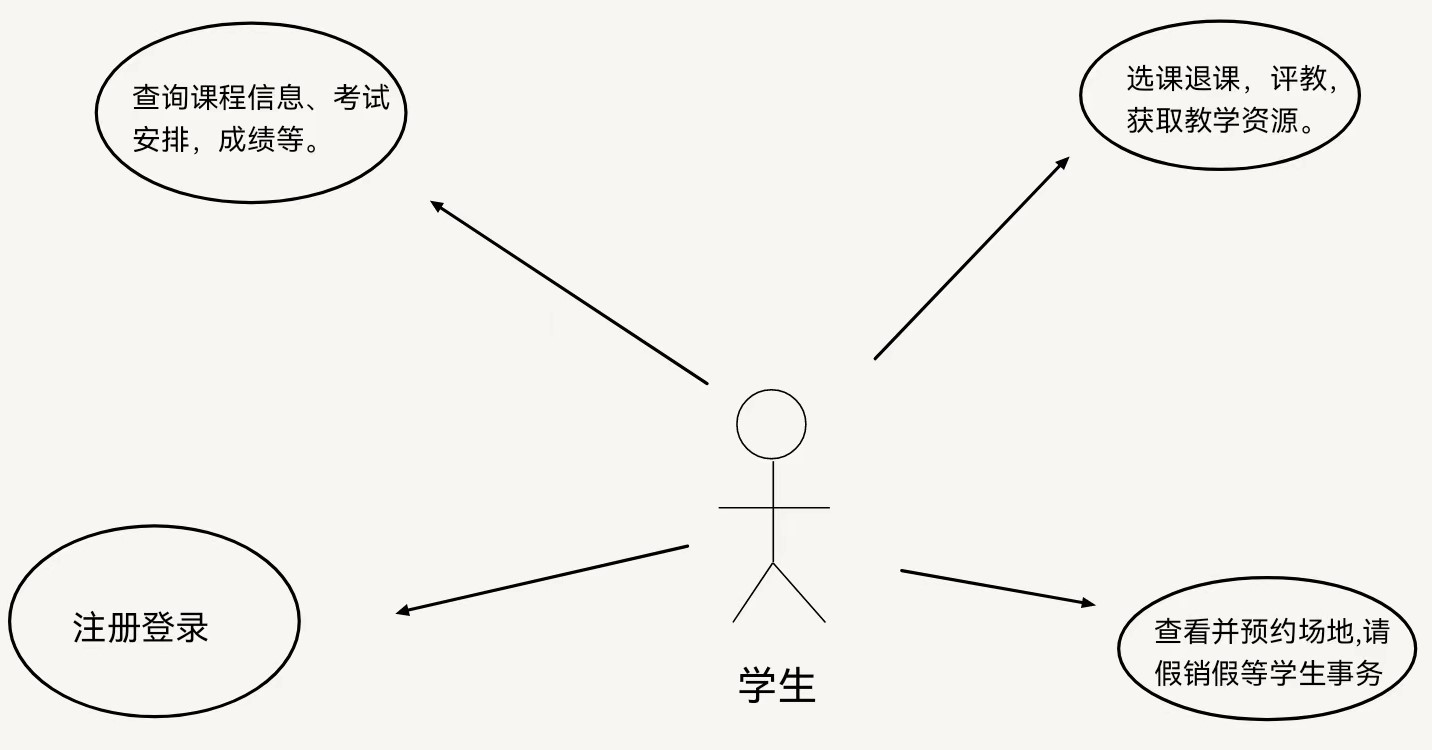 查询课程信息、考试
安排，成绩等。
选课退课，评教，
获取教学资源。
注册登录
学生
查看并预约场地,请
假销假等学生事务